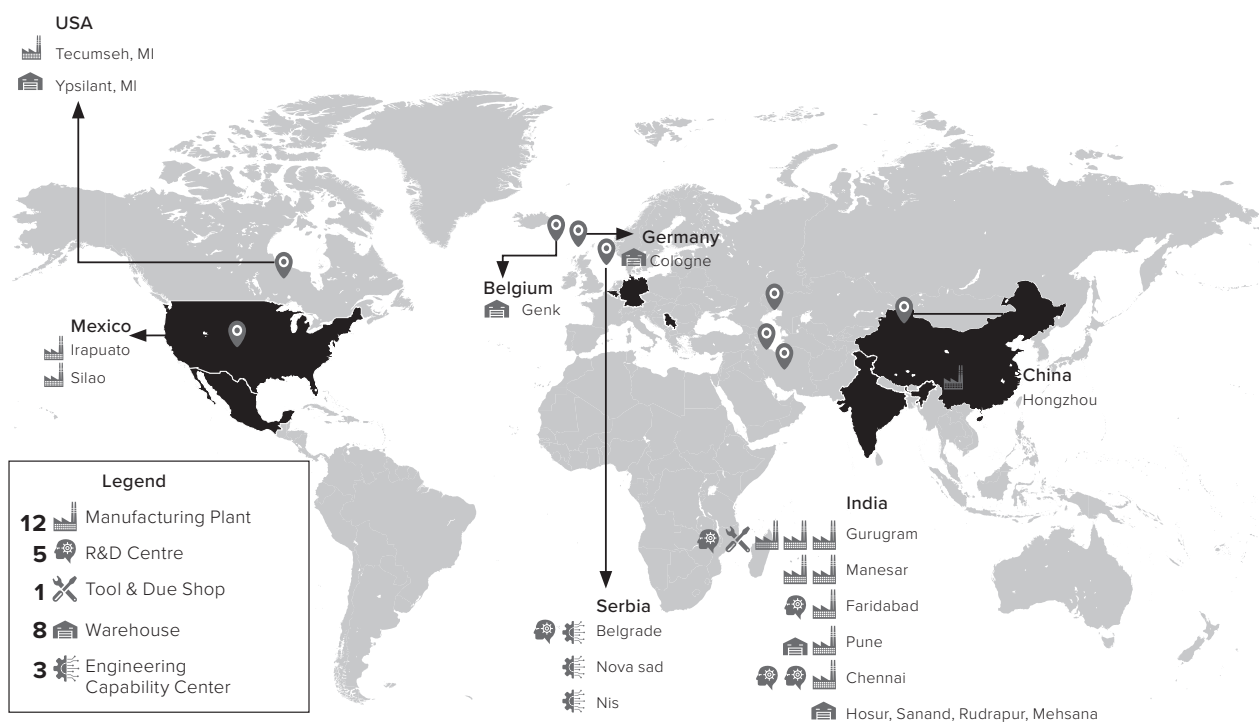 USA
Tecumseh, MI
Ypsilant, MI
Germany
Cologne
Belgium
Genk
Mexico
Irapuato
Silao
China
Hongzhou
Legend
12 Manufacturing Plant
5 R&D Centre
1 Tool & Due Shop
8 Warehouse
3 Engineering
Capability Center
Serbia
Belgrade
Nova sad
Nis
India
Gurugram
Manesar
Faridabad
Pune
Chennai
Hosur, Sanand, Rudrapur, Mehsana